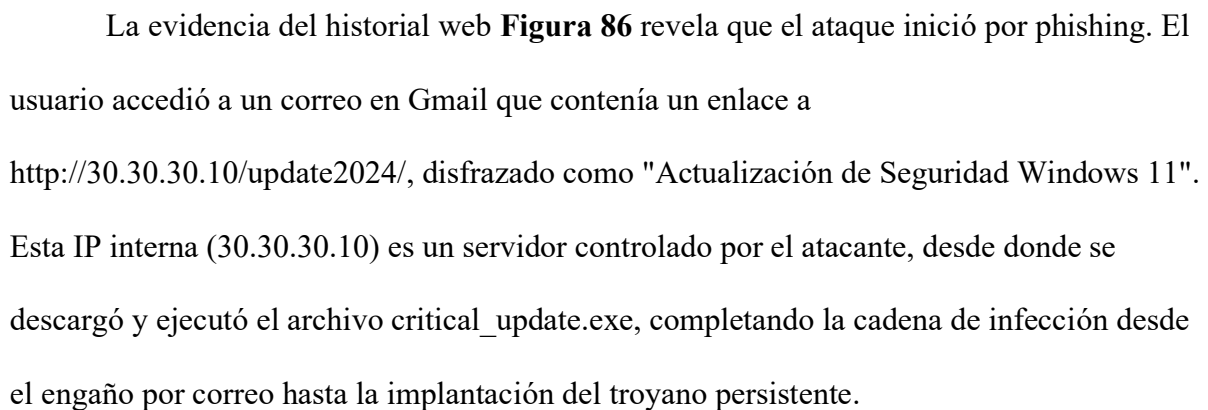 La evidencia del historial web Figura 86 revela que el ataque inició por phishing. El
usuario accedió a un correo en Gmail que contenía un enlace a
http://30.30.30.10/update2024/, disfrazado como "Actualización de Seguridad Windows 11".
Esta IP interna (30.30.30.10) es un servidor controlado por el atacante, desde donde se
descargó y ejecutó el archivo critical_update.exe, completando la cadena de infección desde
el engaño por correo hasta la implantación del troyano persistente.